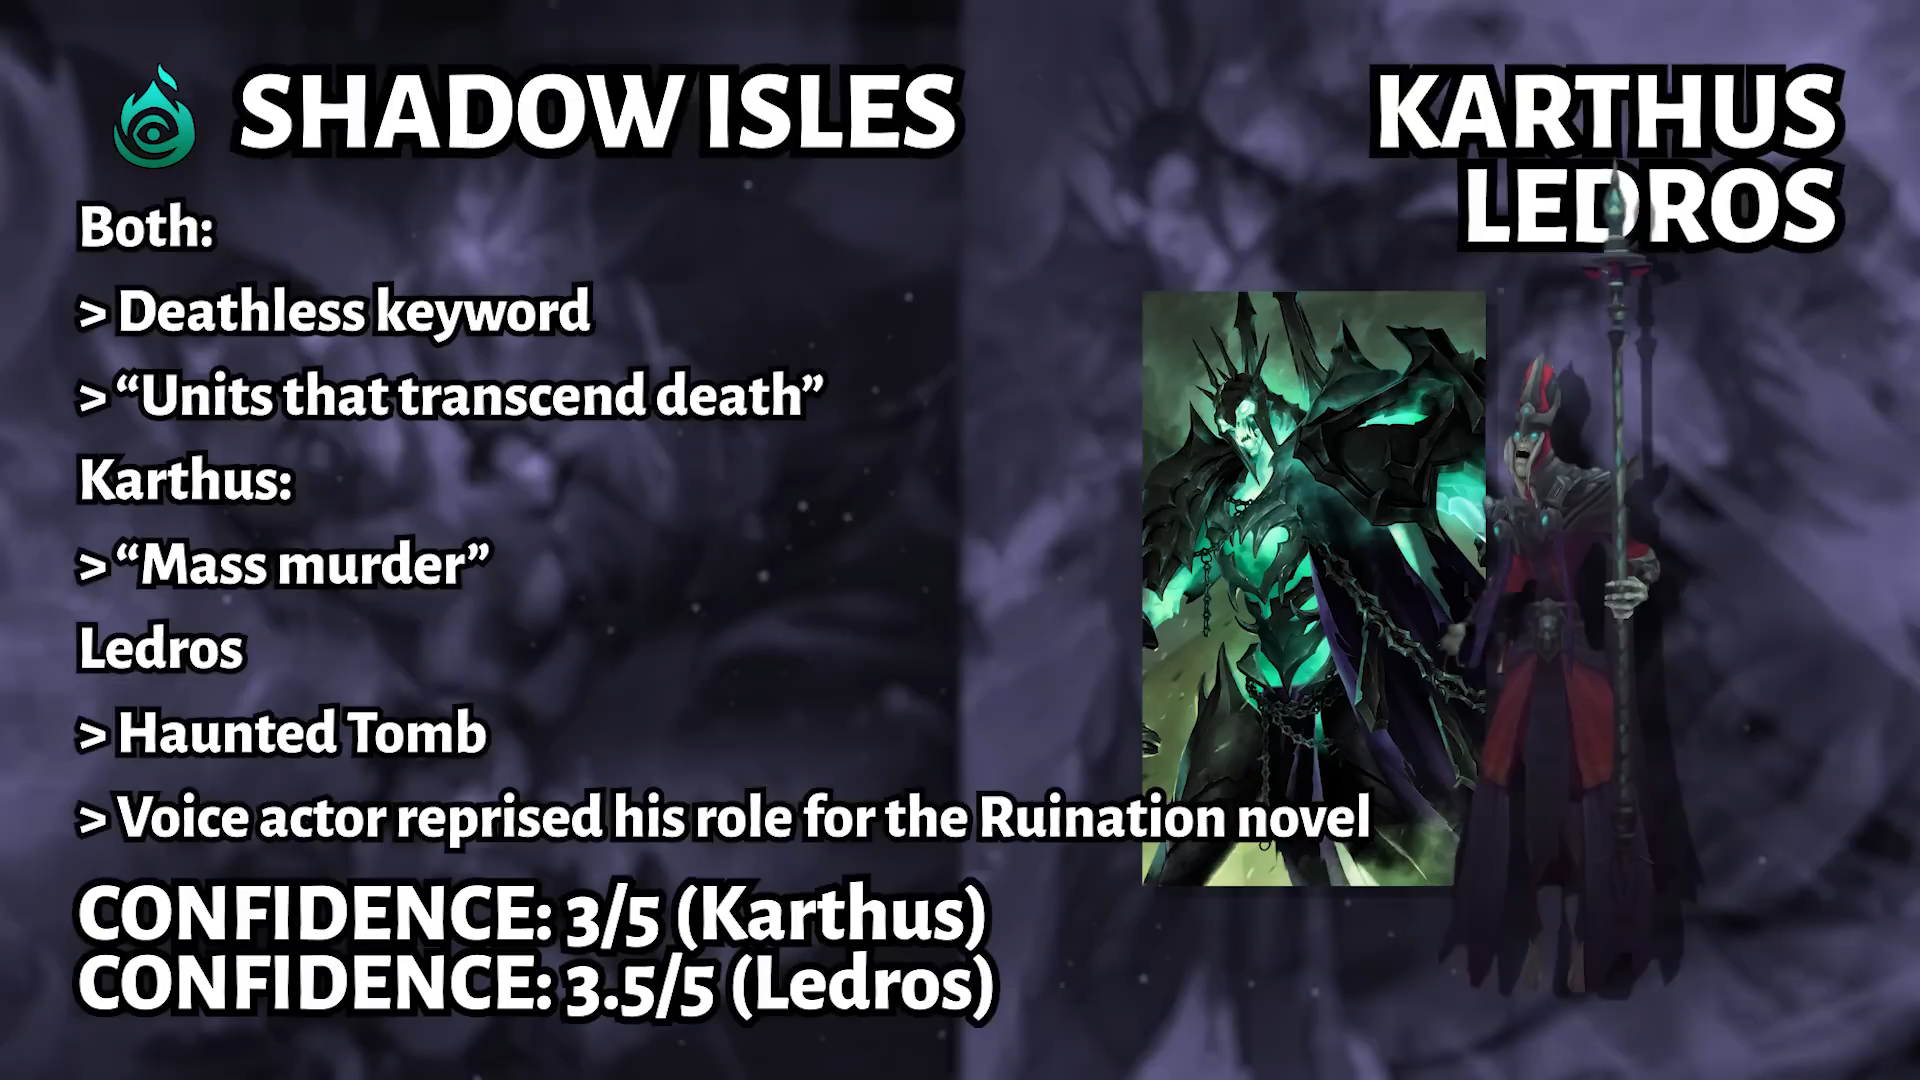 SHADOW ISLES
KARTHUS
LEDROS
Both:
> Deathless keyword
> “Units that transcend death”
Karthus:
> “Mass murder”
Ledros
> Haunted Tomb
> Voice actor reprised his role for the Ruination novel
CONFIDENCE: 3/5 (Karthus)
CONFIDENCE: 3.5/5 (Ledros)